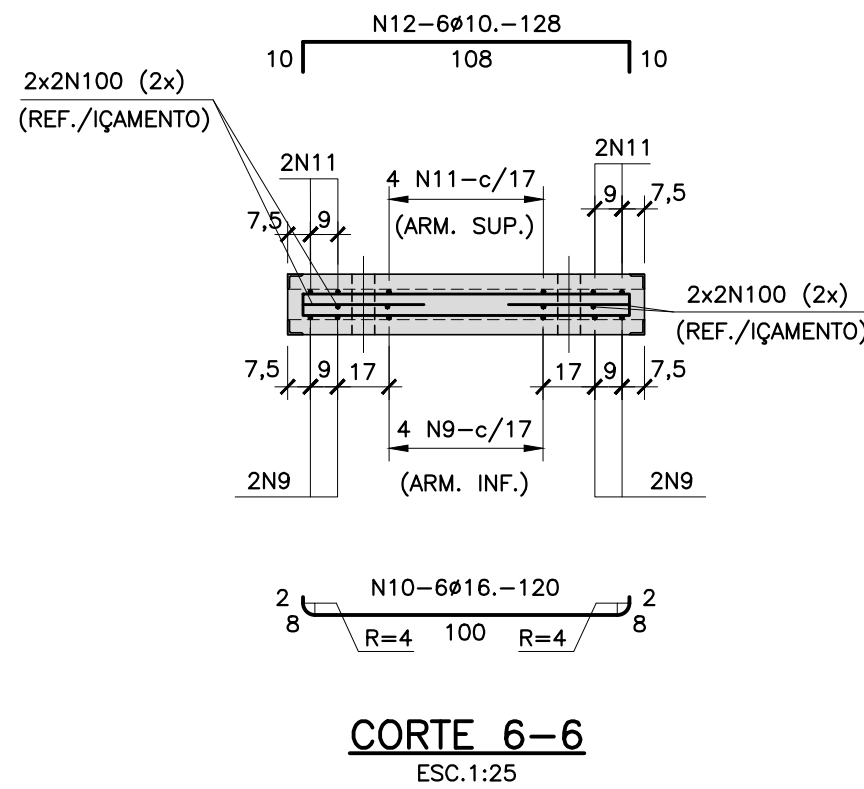 N12-6ø10.-128
10
108
10
2x2N100 (2x)
(REF./IÇAMENTO)
2N11
4 N11-c/17
2N11
7,5
9
(ARM. SUP.)
9
7,5
2x2N100 (2x)
(REF./IÇAMENTO)
7,5
9
17
17
9
7,5
4 N9-c/17
2N9
(ARM. INF.)
2N9
N10-6ø16.-120
2
2
8
100
8
R=4
R=4
CORTE 6-6
ESC.1:25